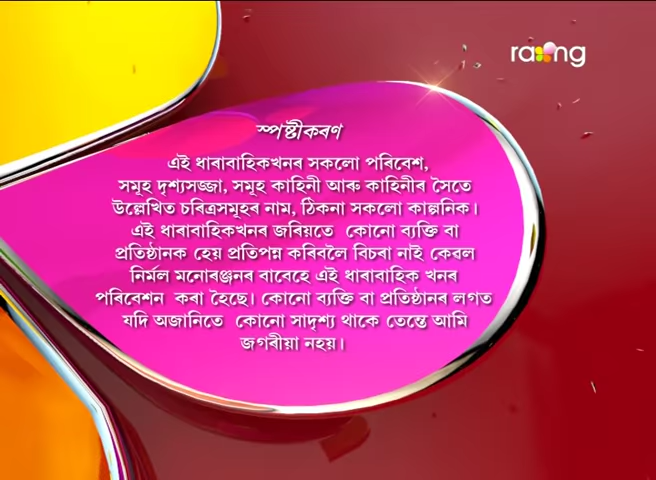 rang
স্পষ্টীকৰণ
এই ধাৰাবাহিকখনৰ সকলো পৰিবেশ,
সমূহ দৃশ্যসজ্জা, সমূহ কাহিনী আৰু কাহিনীৰ সৈতে
উল্লেখিত চৰিত্ৰসমূহৰ নাম, ঠিকনা সকলো কাল্পনিক।
এই ধাৰাবাহিকখনৰ জৰিয়তে কোনো ব্যক্তি বা
প্ৰতিষ্ঠানক হেয় প্ৰতিপন্ন কৰিবলৈ বিচৰা নাই কেৱল
নিৰ্মল মনোৰঞ্জনৰ বাবেহে এই ধাৰাবাহিক খনৰ
পৰিবেশন কৰা হৈছে। কোনো ব্যক্তি বা প্ৰতিষ্ঠানৰ লগত
যদি অজানিতে কোনো সাদৃশ্য থাকে তেন্তে আমি
জগৰীয়া নহয়।